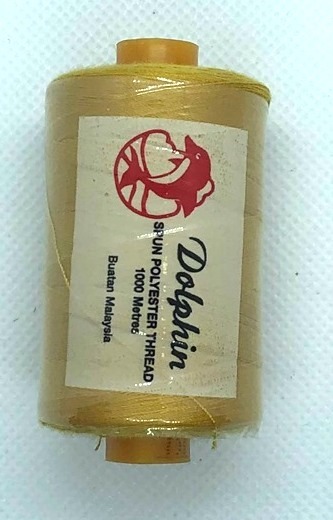 Dolphin
SPUN POLYESTER THREAD
1000 Metres
Buatan Malaysia